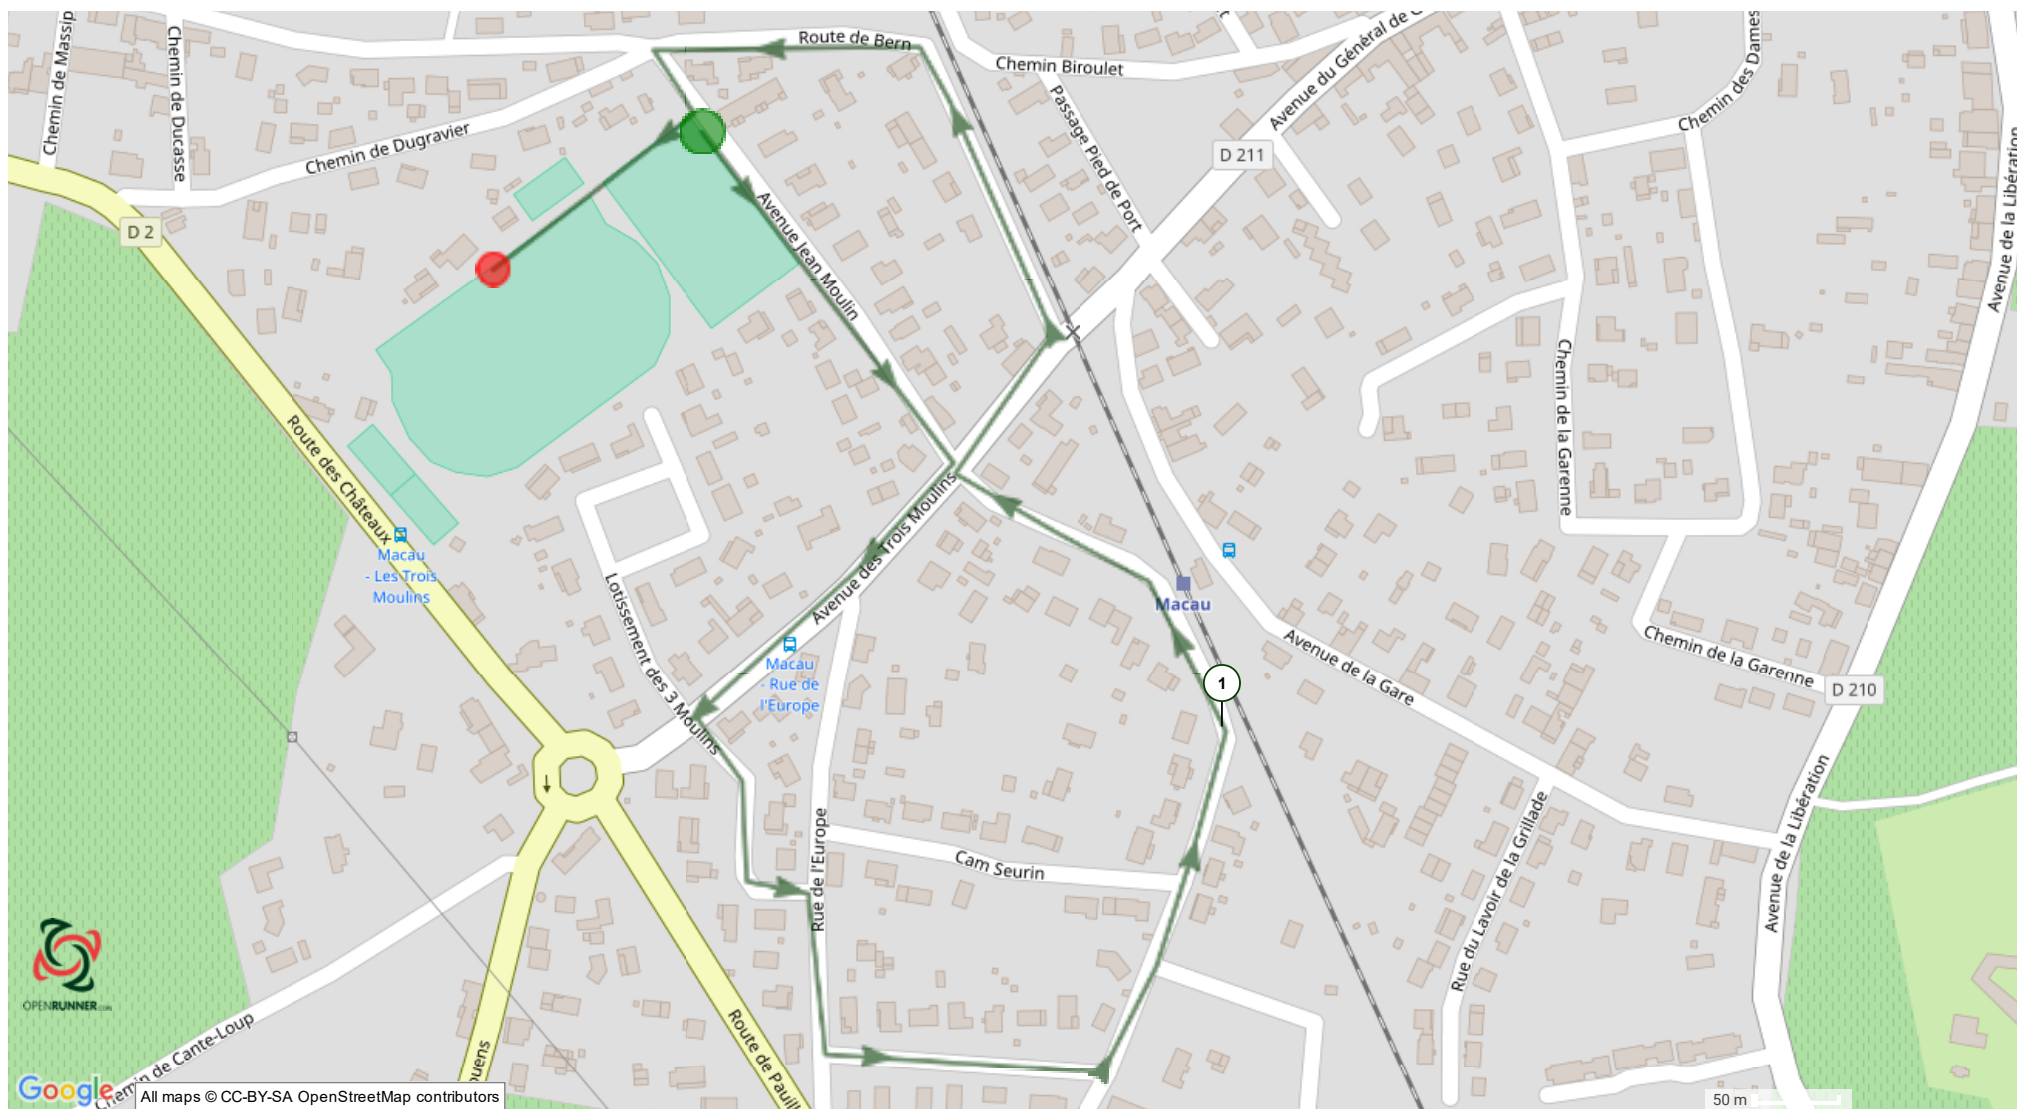 Chemin de Massip
Chemin de Ducasse
Route de Bern
Chemin Biroulet
Avenue du Général de G
Chemin des Dames
Passage Pied de Port
D 211
Chemin de Dugravier
Avenue de la Libération
D 2
Avenue Jean Moulin
Route des Châteaux
Chemin de la Garenne
Macau
- Les Trois
Moulins
Avenue des Trois Moulins
Macau
Lotissement des 3 Moulins
Macau
- Rue de
l'Europe
Avenue de la Gare
Chemin de la Garenne
D 210
1
Rue de l'Europe
Cam Seurin
Rue du Lavoir de la Grillade
Avenue de la Libération
OPENRUNNER.com
Chemin de Cante-Loup
ouens
Route de Pauill
Google
All maps © CC-BY-SA OpenStreetMap contributors
50 m